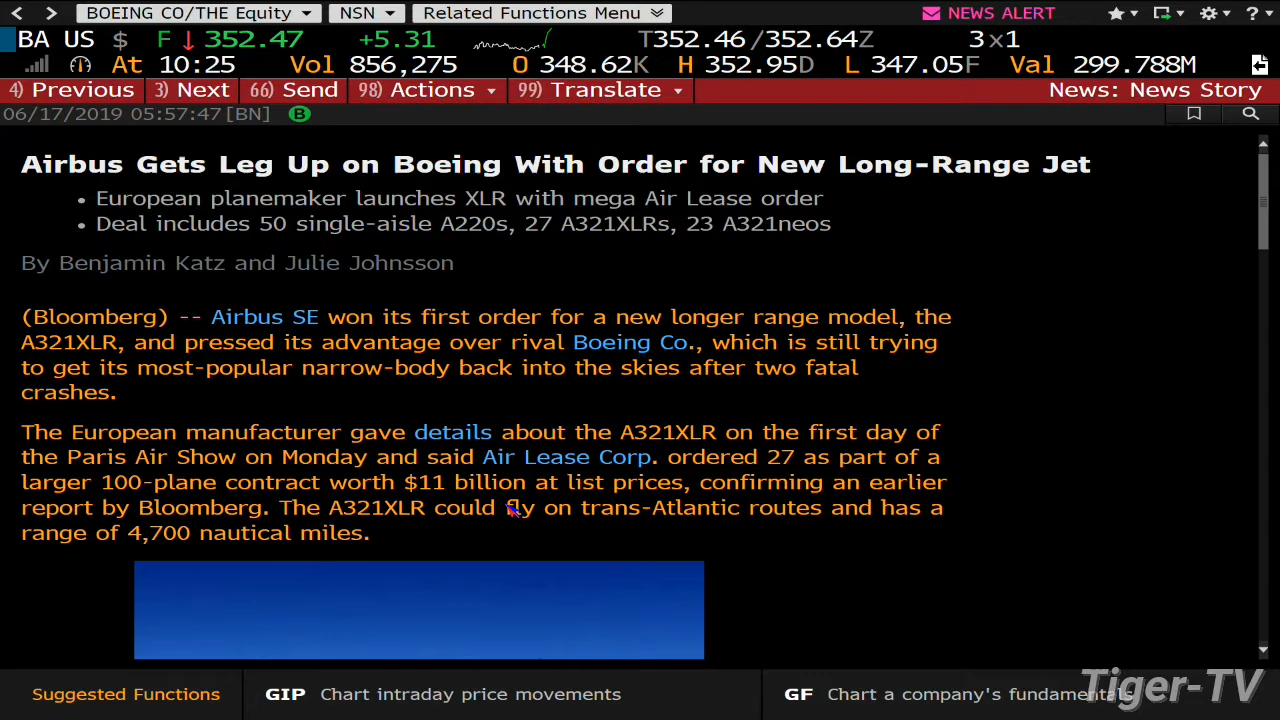 BOEING CO/THE Equity NSN Related Functions Menu NEWS ALERT ?
BA US $ F ↓ 352.47 +5.31 T352.46/352.64Z 3x1
At 10:25 Vol 856,275 O 348.62K H 352.95D L 347.05F Val 299.788M
4) Previous 3) Next 66) Send 98) Actions 99) Translate News: News Story
06/17/2019 05:57:47[BN] B
Airbus Gets Leg Up on Boeing With Order for New Long-Range Jet
• European planemaker launches XLR with mega Air Lease order
• Deal includes 50 single-aisle A220s, 27 A321XLRs, 23 A321neos
By Benjamin Katz and Julie Johnsson
(Bloomberg) -- Airbus SE won its first order for a new longer range model, the
A321XLR, and pressed its advantage over rival Boeing Co., which is still trying
to get its most-popular narrow-body back into the skies after two fatal
crashes.
The European manufacturer gave details about the A321XLR on the first day of
the Paris Air Show on Monday and said Air Lease Corp. ordered 27 as part of a
larger 100-plane contract worth $11 billion at list prices, confirming an earlier
report by Bloomberg. The A321XLR could fly on trans-Atlantic routes and has a
range of 4,700 nautical miles.
Suggested Functions GIP Chart intraday price movements GF Chart a company's fundamentals
Tiger-TV